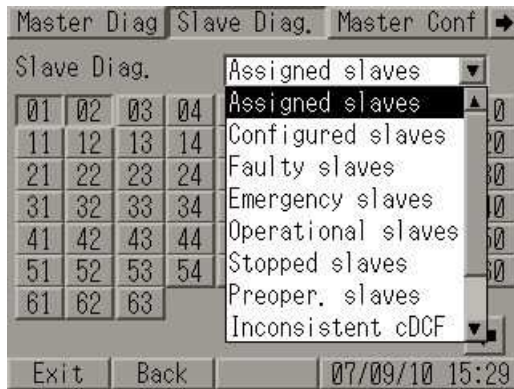 Master Diag Slave Diag. Master Conf
Slave Diag. Assigned slaves
01 02 03 04 Assigned slaves
11 12 13 14 Configured slaves
21 22 23 24 Faulty slaves
31 32 33 34 Emergency slaves
41 42 43 44 Operational slaves
51 52 53 54 Stopped slaves
61 62 63 Preoper. slaves
Inconsistent cDCF
Exit Back 07/09/10 15:29